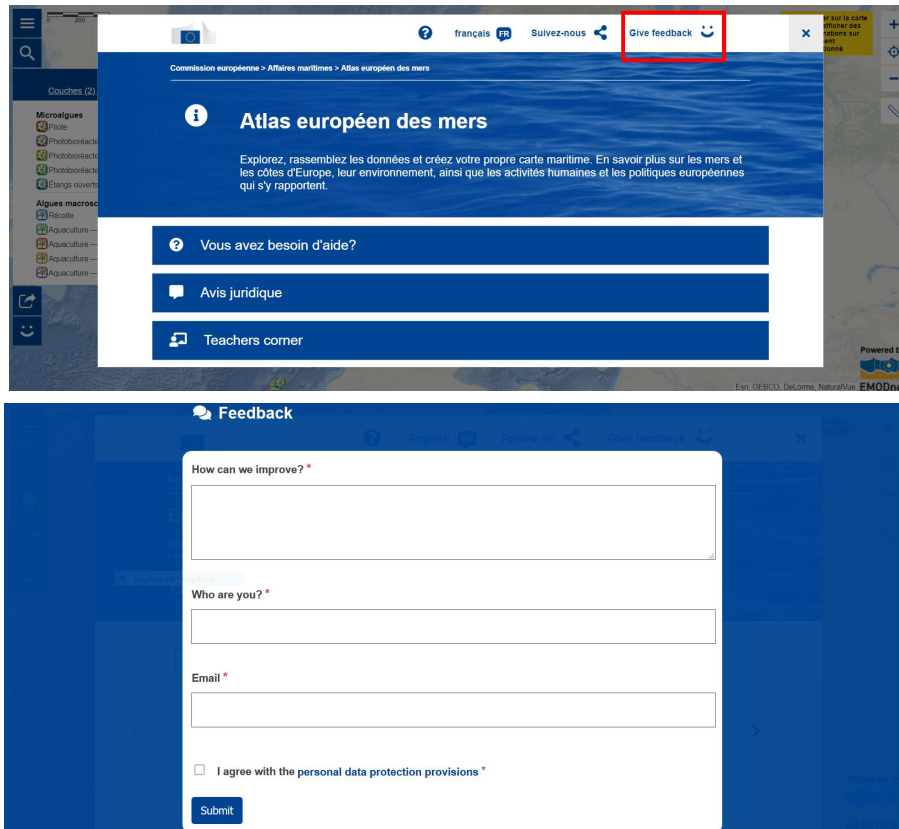 0 200
français FR
Suivez-nous
Give feedback
Commission européenne > Affaires maritimes > Atlas européen des mers
Couches (2)
Atlas européen des mers
Explorez, rassemblez les données et créez votre propre carte maritime. En savoir plus sur les mers et
les côtes d'Europe, leur environnement, ainsi que les activités humaines et les politiques européennes
qui s'y rapportent.
Microalgues
Pilote
Photobioréacte
Photobioréacte
Photobioréacte
Étangs ouverts
Algues macrosc
Récolte
Aquaculture —
Aquaculture —
Aquaculture —
Aquaculture —
Vous avez besoin d'aide?
Avis juridique
Teachers corner
Powered b
Esri, GEBCO, DeLorme, NaturalVue EMODne
Feedback
English EN
Follow us
Give feedback
How can we improve? *
Who are you? *
Email *
I agree with the personal data protection provisions *
Submit